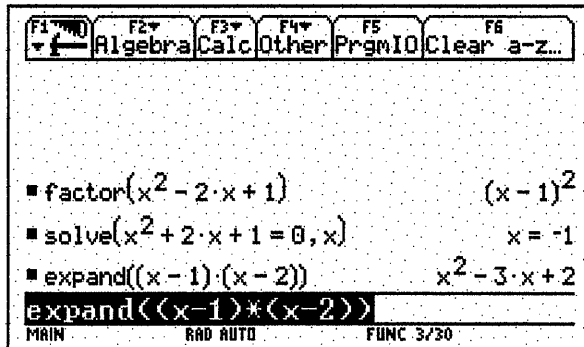 F1 F2 F3 F4 F5 F6
Algebra Calc Other PrgmIO Clear a-z…
factor(x² - 2·x + 1) (x - 1)²
solve(x² + 2·x + 1 = 0, x) x = ⁻1
expand((x - 1)·(x - 2)) x² - 3·x + 2
expand((x-1)*(x-2))
MAIN RAD AUTO FUNC 3/30